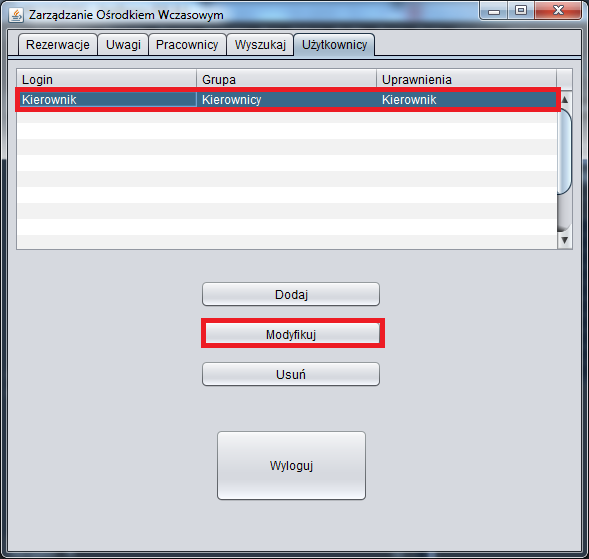 Zarządzanie Ośrodkiem Wczasowym
Rezerwacje Uwagi Pracownicy Wyszukaj Użytkownicy
Login Grupa Uprawnienia
Kierownik Kierownicy Kierownik
Dodaj
Modyfikuj
Usuń
Wyloguj